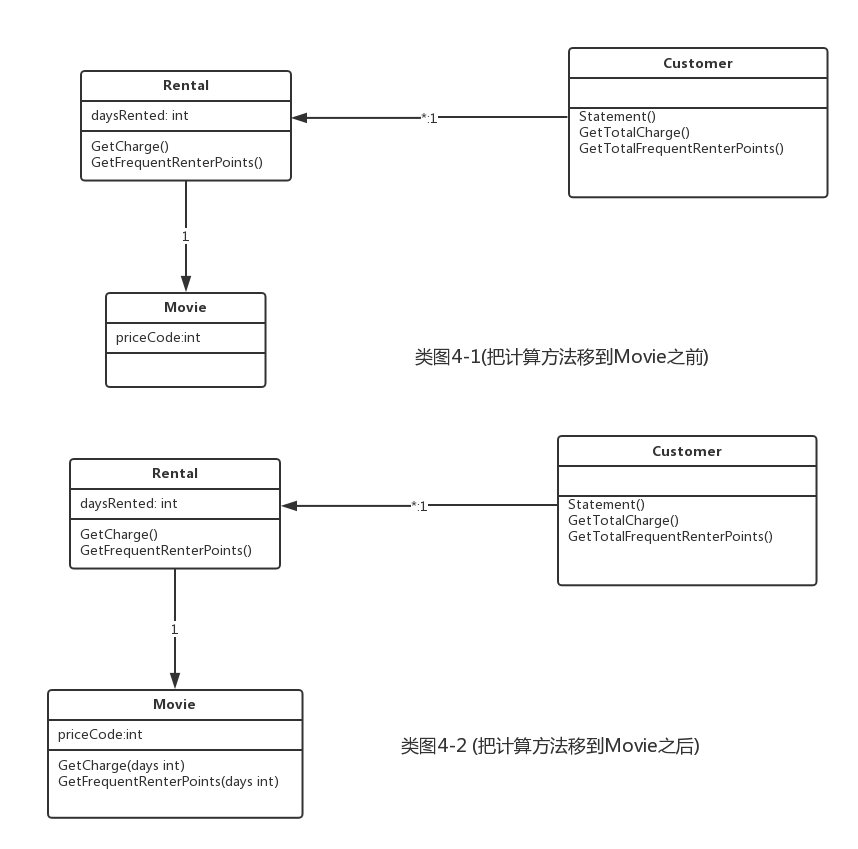 Rental
daysRented: int
GetCharge()
GetFrequentRenterPoints()
*:1
Customer
Statement()
GetTotalCharge()
GetTotalFrequentRenterPoints()
1
Movie
priceCode:int
类图4-1(把计算方法移到Movie之前)
Rental
daysRented: int
GetCharge()
GetFrequentRenterPoints()
*:1
Customer
Statement()
GetTotalCharge()
GetTotalFrequentRenterPoints()
1
Movie
priceCode:int
GetCharge(days int)
GetFrequentRenterPoints(days int)
类图4-2 (把计算方法移到Movie之后)